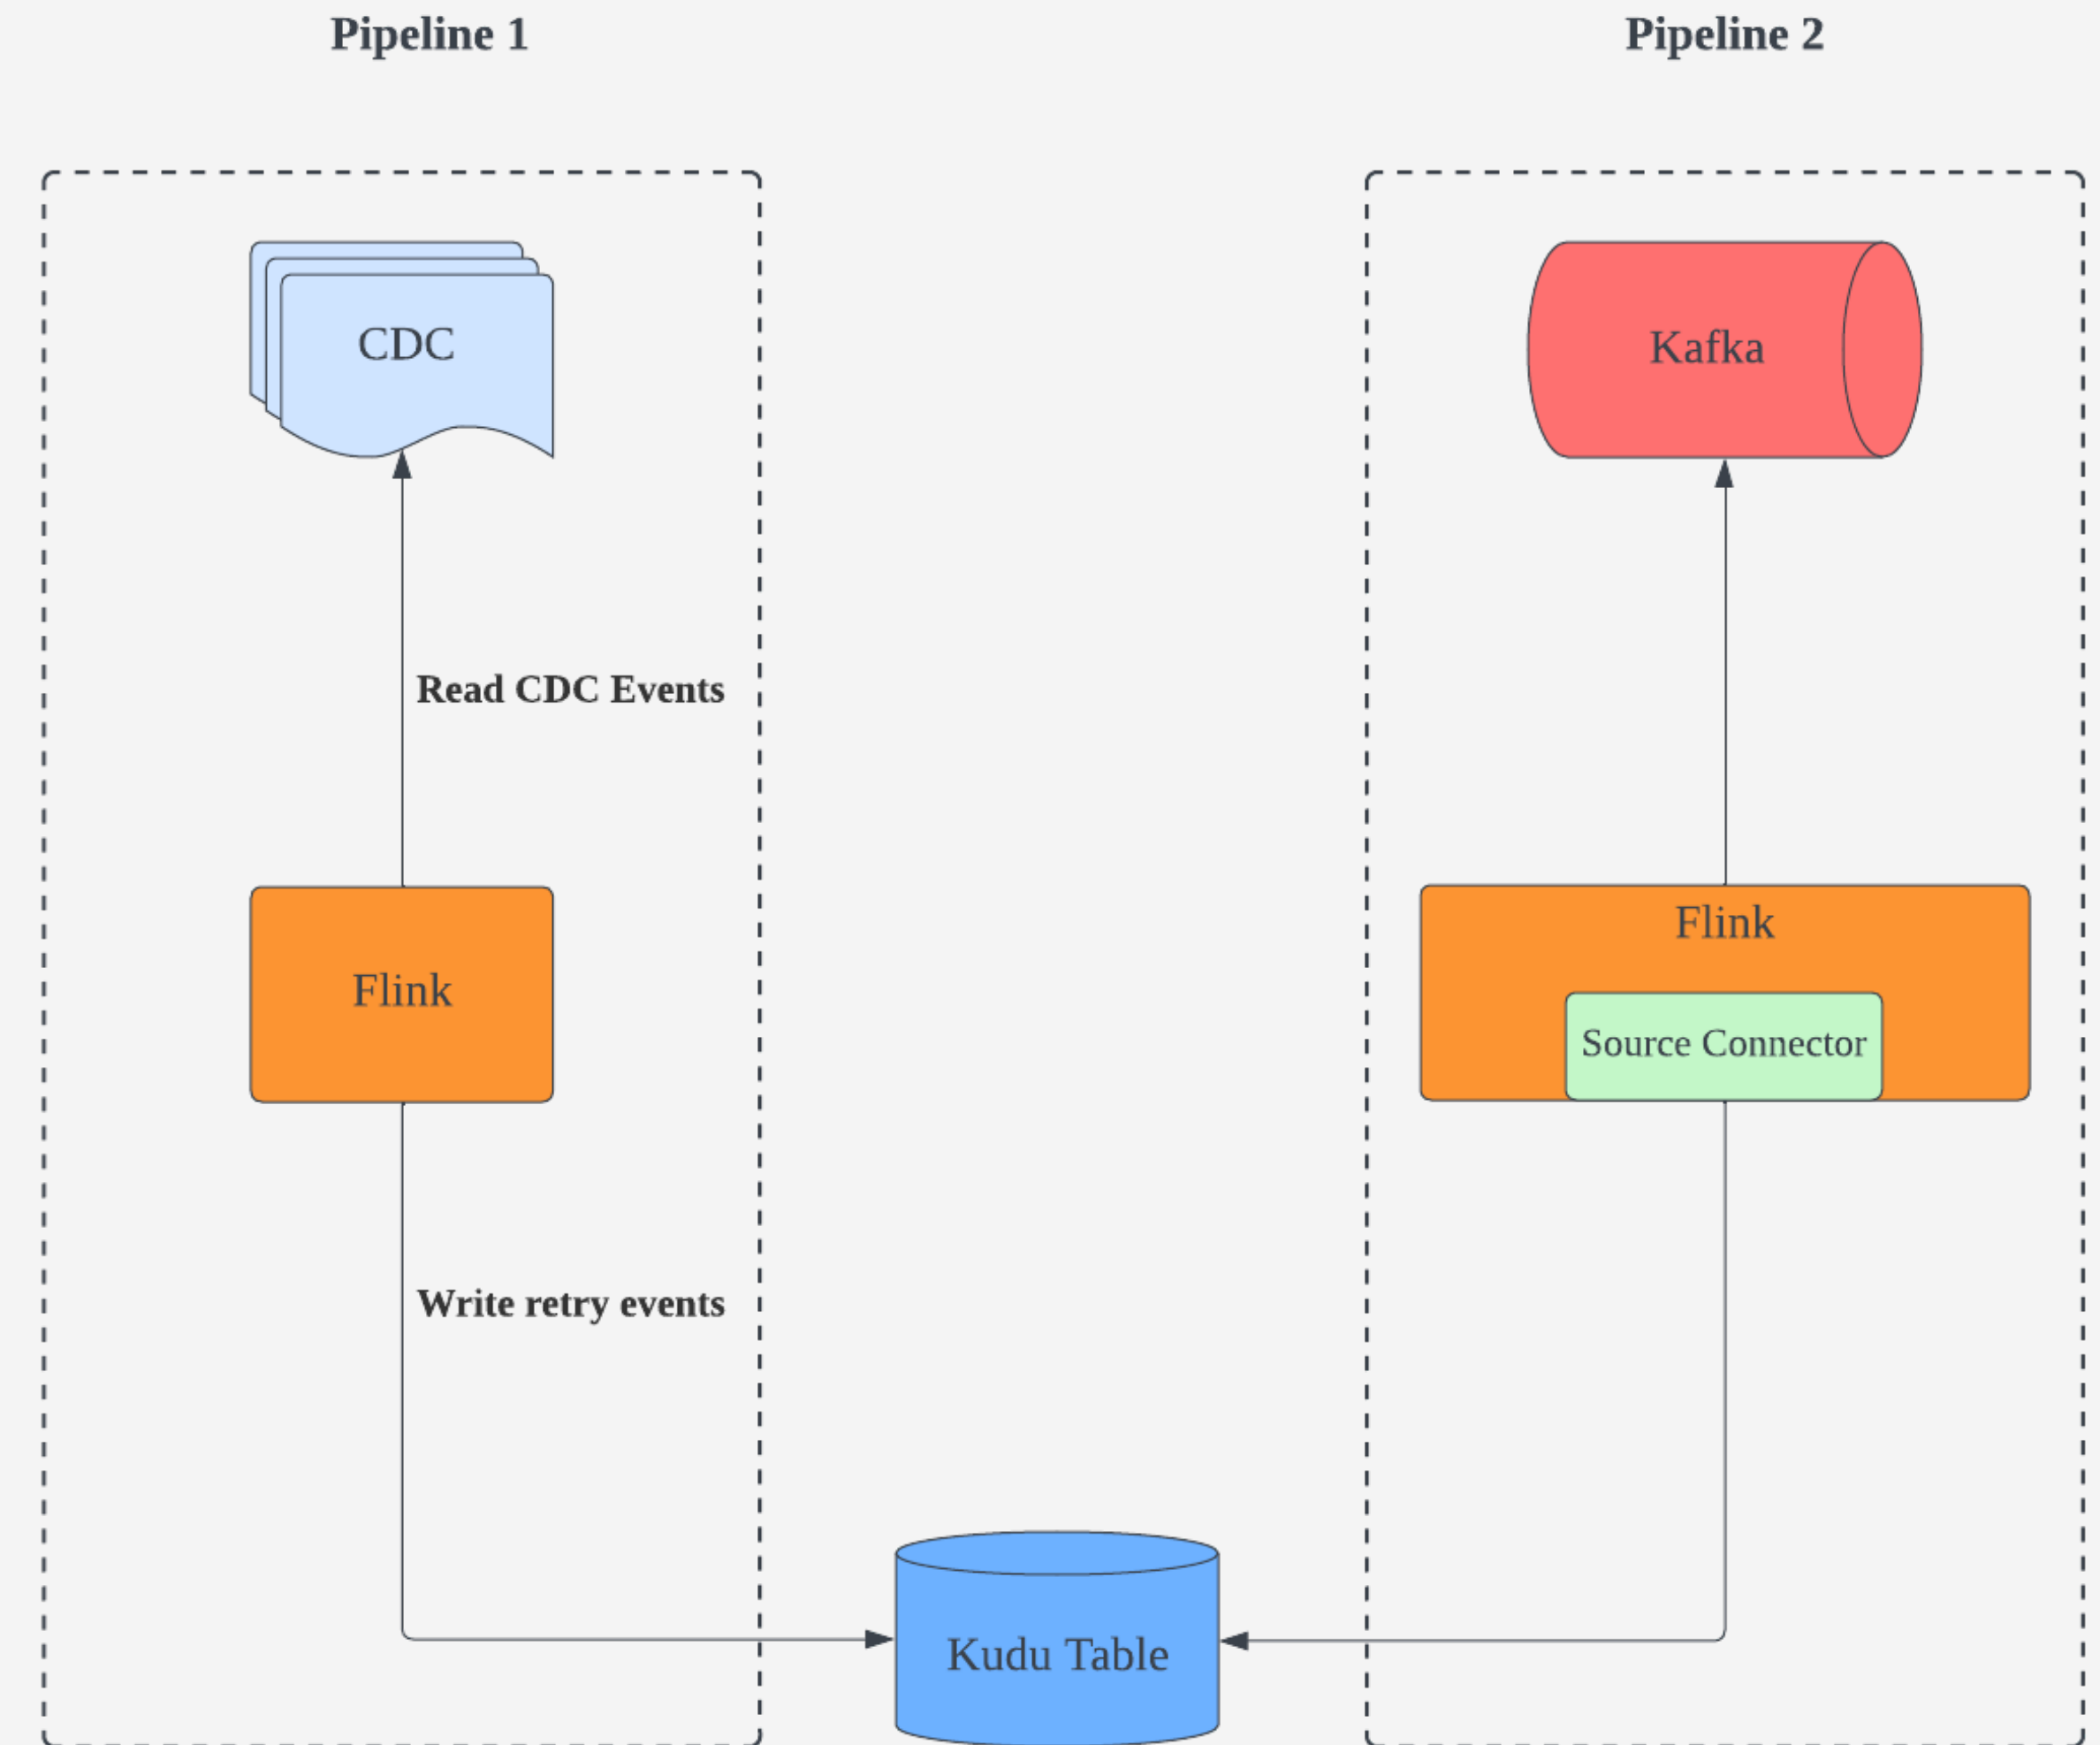 Pipeline 1
Pipeline 2
CDC
Kafka
Read CDC Events
Flink
Flink
Source Connector
Write retry events
Kudu Table